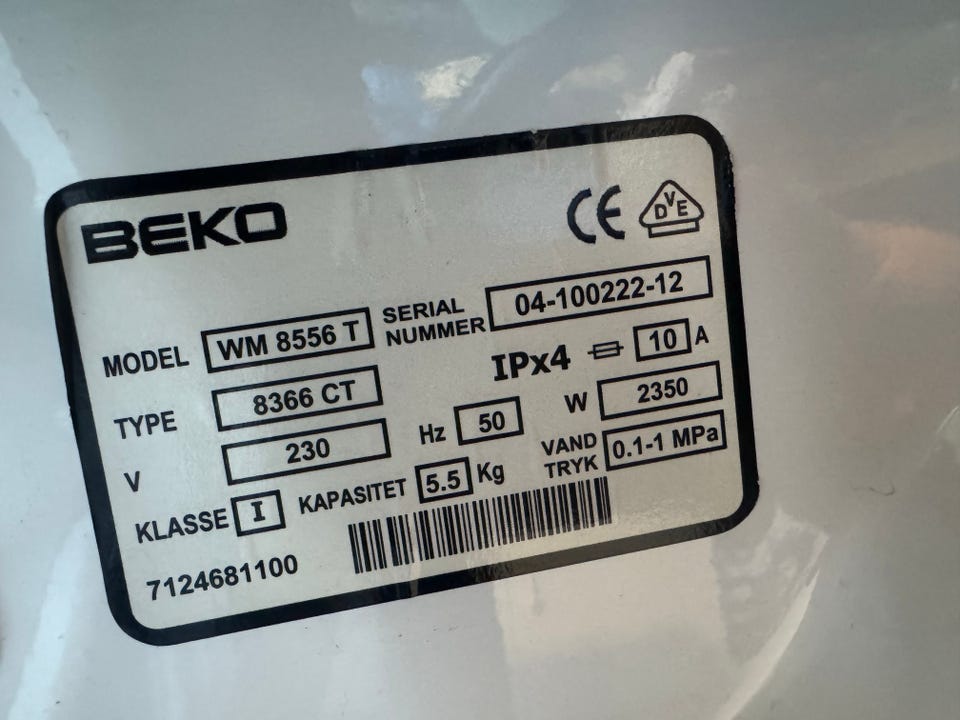 BEKO
CE DVE
MODEL WM 8556 T SERIAL NUMMER 04-100222-12
TYPE 8366 CT IPx4 10 A
V 230 Hz 50 W 2350
KLASSE I KAPASITET 5.5 Kg VAND TRYK 0.1-1 MPa
7124681100